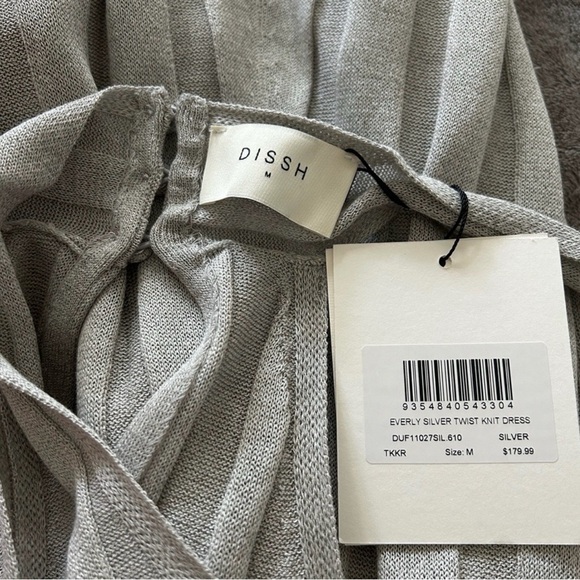 DISSH
M
9354840543304
EVERLY SILVER TWIST KNIT DRESS
DUF11027SIL.610 SILVER
TKKR Size: M $179.99